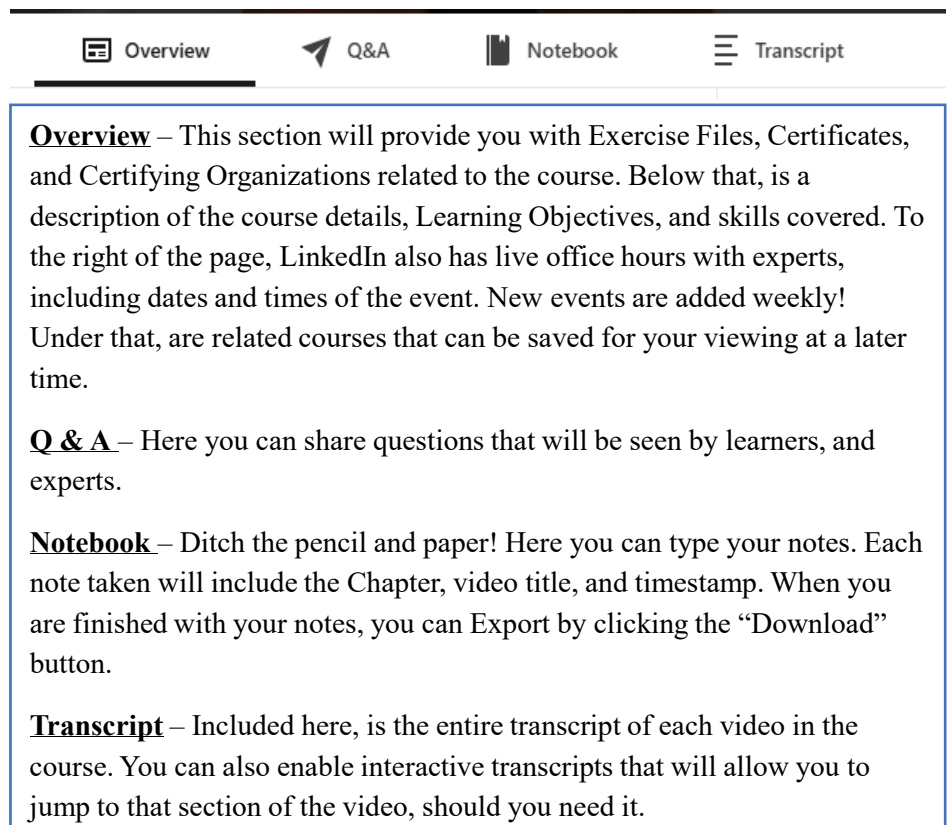 Overview Q&A Notebook Transcript
Overview – This section will provide you with Exercise Files, Certificates,
and Certifying Organizations related to the course. Below that, is a
description of the course details, Learning Objectives, and skills covered. To
the right of the page, LinkedIn also has live office hours with experts,
including dates and times of the event. New events are added weekly!
Under that, are related courses that can be saved for your viewing at a later
time.
Q & A – Here you can share questions that will be seen by learners, and
experts.
Notebook – Ditch the pencil and paper! Here you can type your notes. Each
note taken will include the Chapter, video title, and timestamp. When you
are finished with your notes, you can Export by clicking the “Download”
button.
Transcript – Included here, is the entire transcript of each video in the
course. You can also enable interactive transcripts that will allow you to
jump to that section of the video, should you need it.